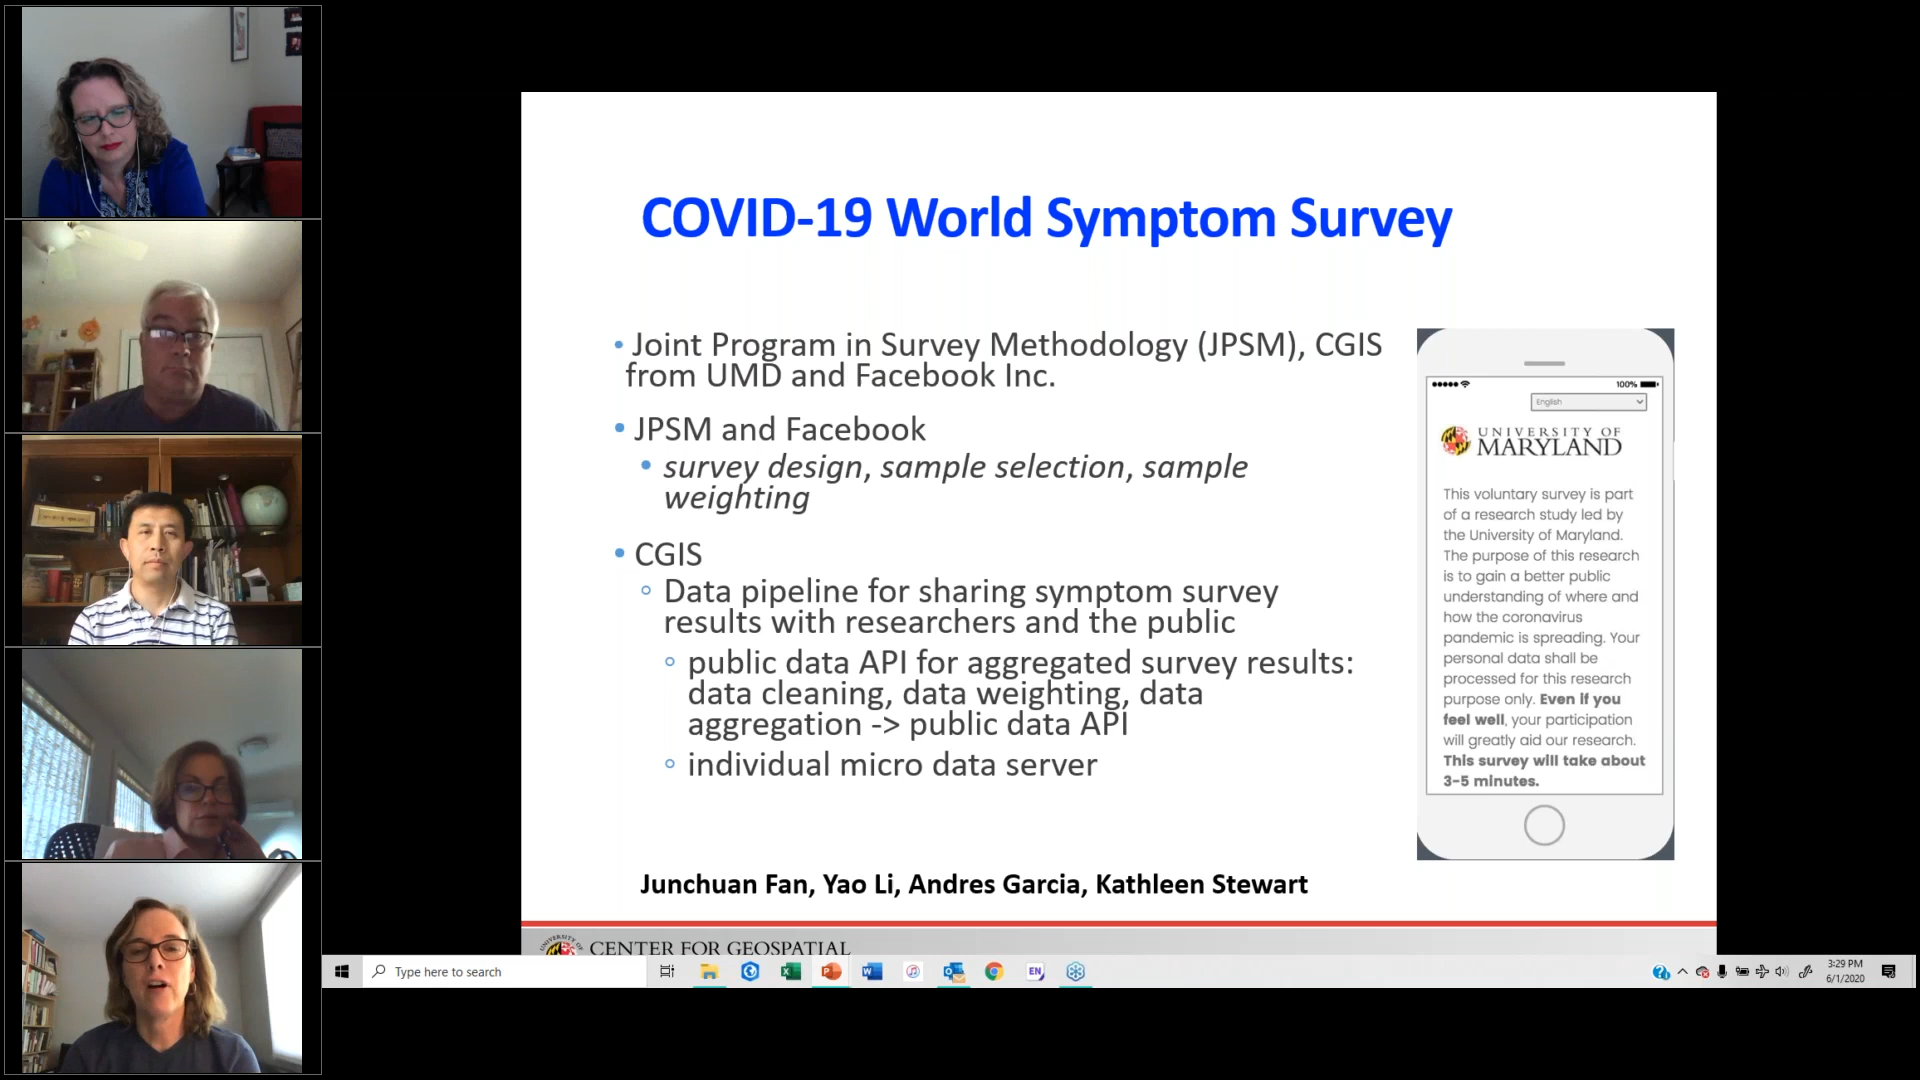 COVID-19 World Symptom Survey
• Joint Program in Survey Methodology (JPSM), CGIS
from UMD and Facebook Inc.
• JPSM and Facebook
• survey design, sample selection, sample
weighting
• CGIS
◦ Data pipeline for sharing symptom survey
results with researchers and the public
◦ public data API for aggregated survey results:
data cleaning, data weighting, data
aggregation -> public data API
◦ individual micro data server
Junchuan Fan, Yao Li, Andres Garcia, Kathleen Stewart
100%
English
UNIVERSITY OF
MARYLAND
This voluntary survey is part
of a research study led by
the University of Maryland.
The purpose of this research
is to gain a better public
understanding of where and
how the coronavirus
pandemic is spreading. Your
personal data shall be
processed for this research
purpose only. Even if you
feel well, your participation
will greatly aid our research.
This survey will take about
3-5 minutes.
UNIVERSITY OF
CENTER FOR GEOSPATIAL
Type here to search
EN
3:29 PM
6/1/2020